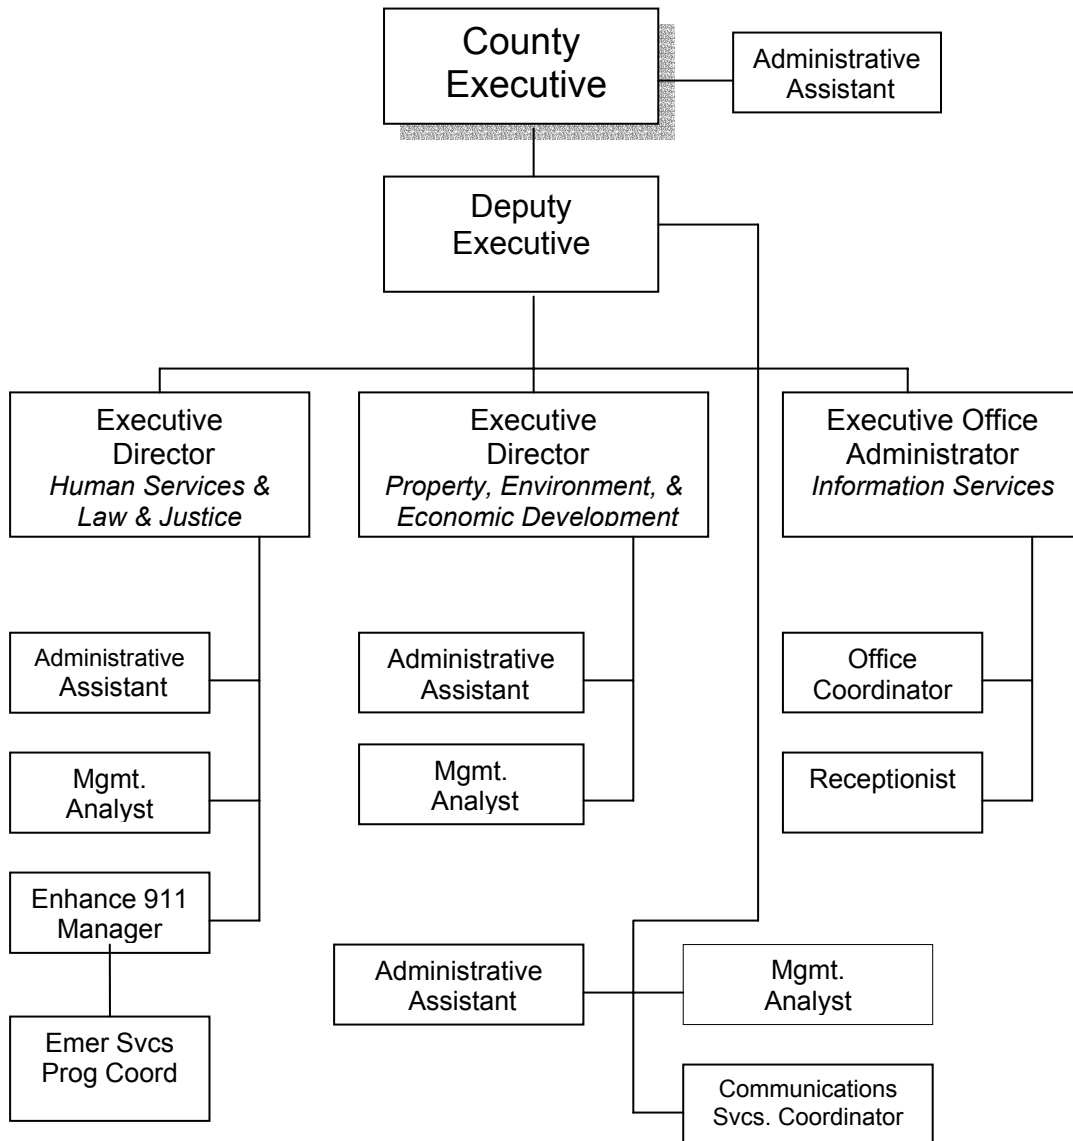 County
Executive
Administrative
Assistant
Deputy
Executive
Executive
Director
Human Services &
Law & Justice
Executive
Director
Property, Environment, &
Economic Development
Executive Office
Administrator
Information Services
Administrative
Assistant
Administrative
Assistant
Office
Coordinator
Mgmt.
Analyst
Mgmt.
Analyst
Receptionist
Enhance 911
Manager
Administrative
Assistant
Mgmt.
Analyst
Emer Svcs
Prog Coord
Communications
Svcs. Coordinator